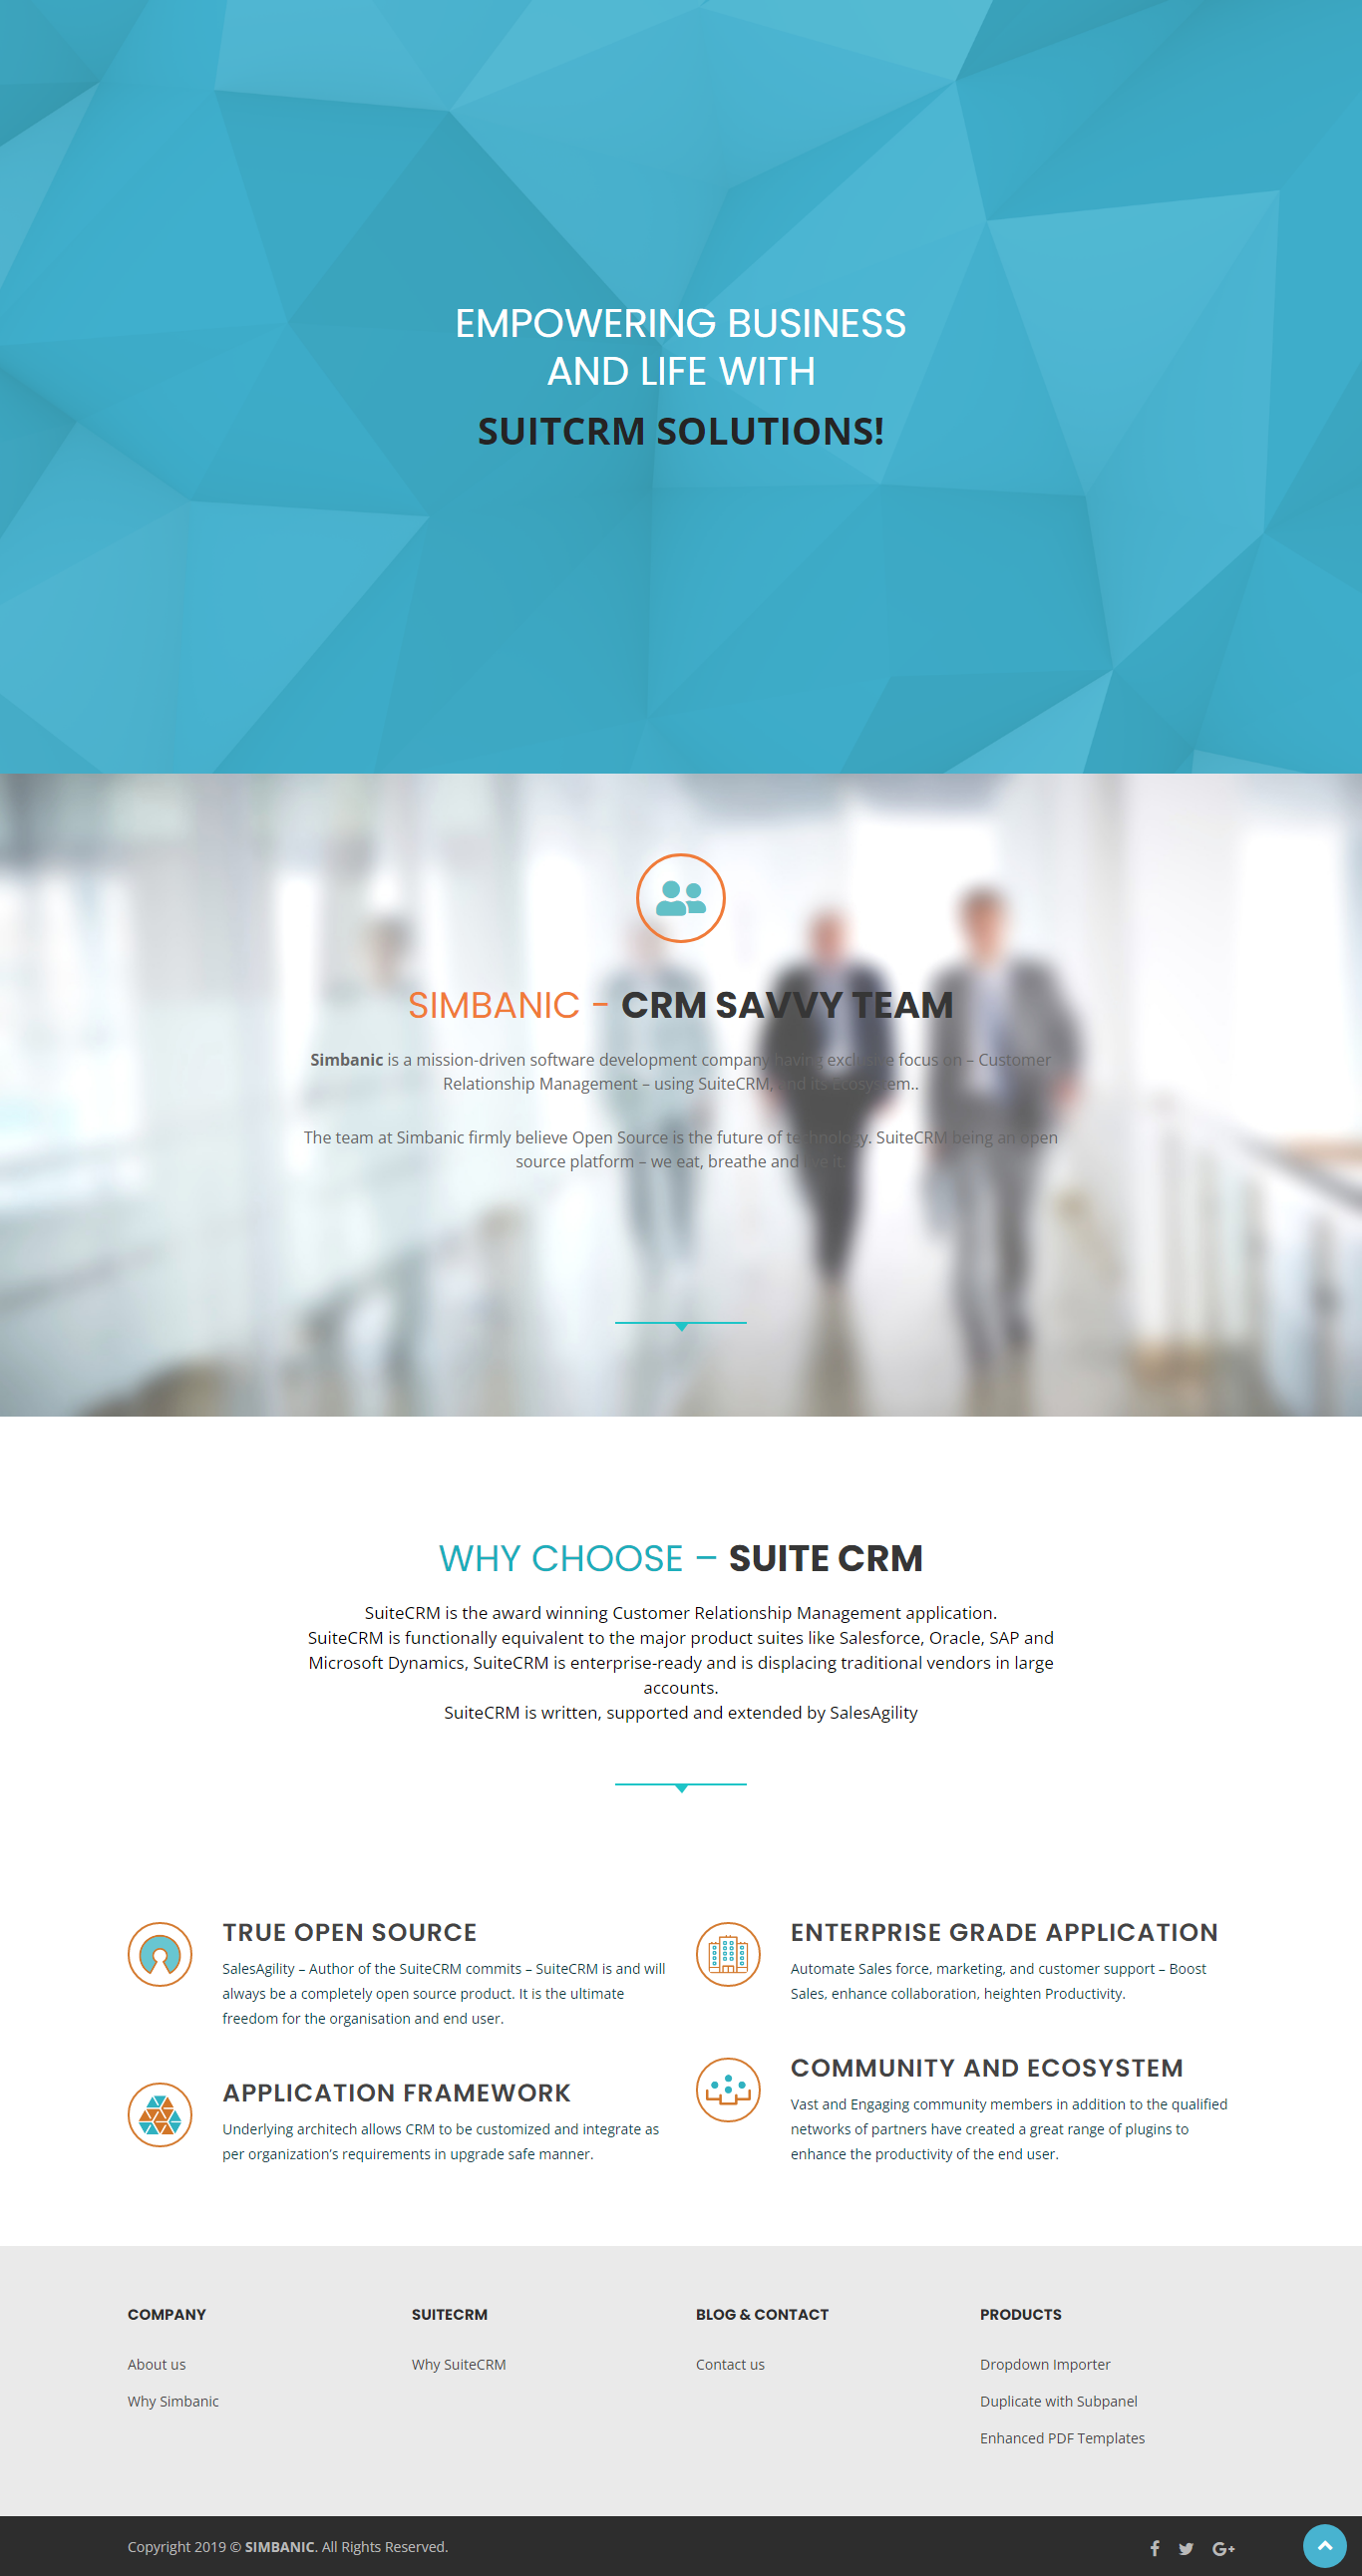 EMPOWERING BUSINESS
AND LIFE WITH
SUITCRM SOLUTIONS!
SIMBANIC - CRM SAVVY TEAM
Simbanic is a mission-driven software development company having exclusive focus on – Customer
Relationship Management – using SuiteCRM, and its Ecosystem..
The team at Simbanic firmly believe Open Source is the future of technology. SuiteCRM being an open
source platform – we eat, breathe and live it.
WHY CHOOSE – SUITE CRM
SuiteCRM is the award winning Customer Relationship Management application.
SuiteCRM is functionally equivalent to the major product suites like Salesforce, Oracle, SAP and
Microsoft Dynamics, SuiteCRM is enterprise-ready and is displacing traditional vendors in large
accounts.
SuiteCRM is written, supported and extended by SalesAgility
TRUE OPEN SOURCE
SalesAgility – Author of the SuiteCRM commits – SuiteCRM is and will
always be a completely open source product. It is the ultimate
freedom for the organisation and end user.
ENTERPRISE GRADE APPLICATION
Automate Sales force, marketing, and customer support – Boost
Sales, enhance collaboration, heighten Productivity.
APPLICATION FRAMEWORK
Underlying architech allows CRM to be customized and integrate as
per organization's requirements in upgrade safe manner.
COMMUNITY AND ECOSYSTEM
Vast and Engaging community members in addition to the qualified
networks of partners have created a great range of plugins to
enhance the productivity of the end user.
COMPANY
About us
Why Simbanic
SUITECRM
Why SuiteCRM
BLOG & CONTACT
Contact us
PRODUCTS
Dropdown Importer
Duplicate with Subpanel
Enhanced PDF Templates
Copyright 2019 © SIMBANIC. All Rights Reserved.